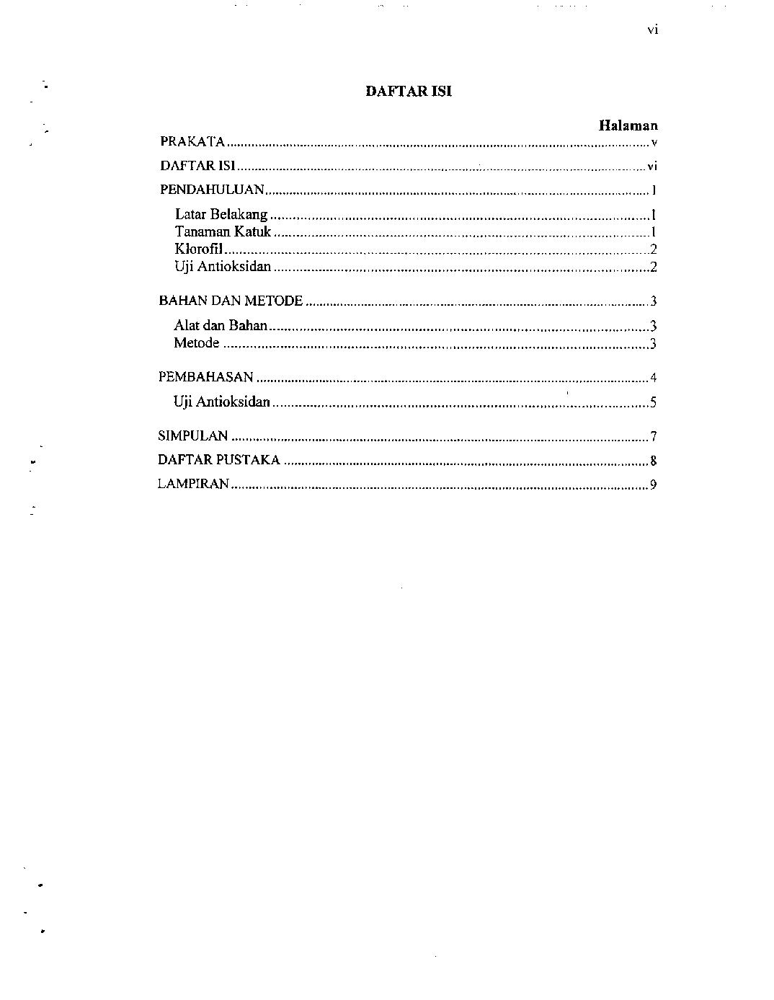 vi
DAFTAR ISI
Halaman
PRAKATA........................................................v
DAFTAR ISI........................................................vi
PENDAHULUAN........................................................1
Latar Belakang........................................................1
Tanaman Katuk........................................................1
Klorofil........................................................2
Uji Antioksidan........................................................2
BAHAN DAN METODE........................................................3
Alat dan Bahan........................................................3
Metode........................................................3
PEMBAHASAN........................................................4
Uji Antioksidan........................................................5
SIMPULAN........................................................7
DAFTAR PUSTAKA........................................................8
LAMPIRAN........................................................9